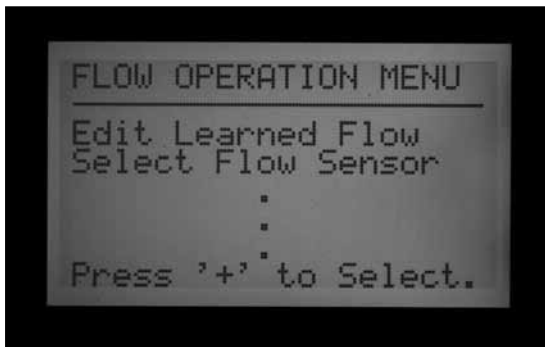 FLOW OPERATION MENU
Edit Learned Flow
Select Flow Sensor
.
.
.
Press '+' to Select.